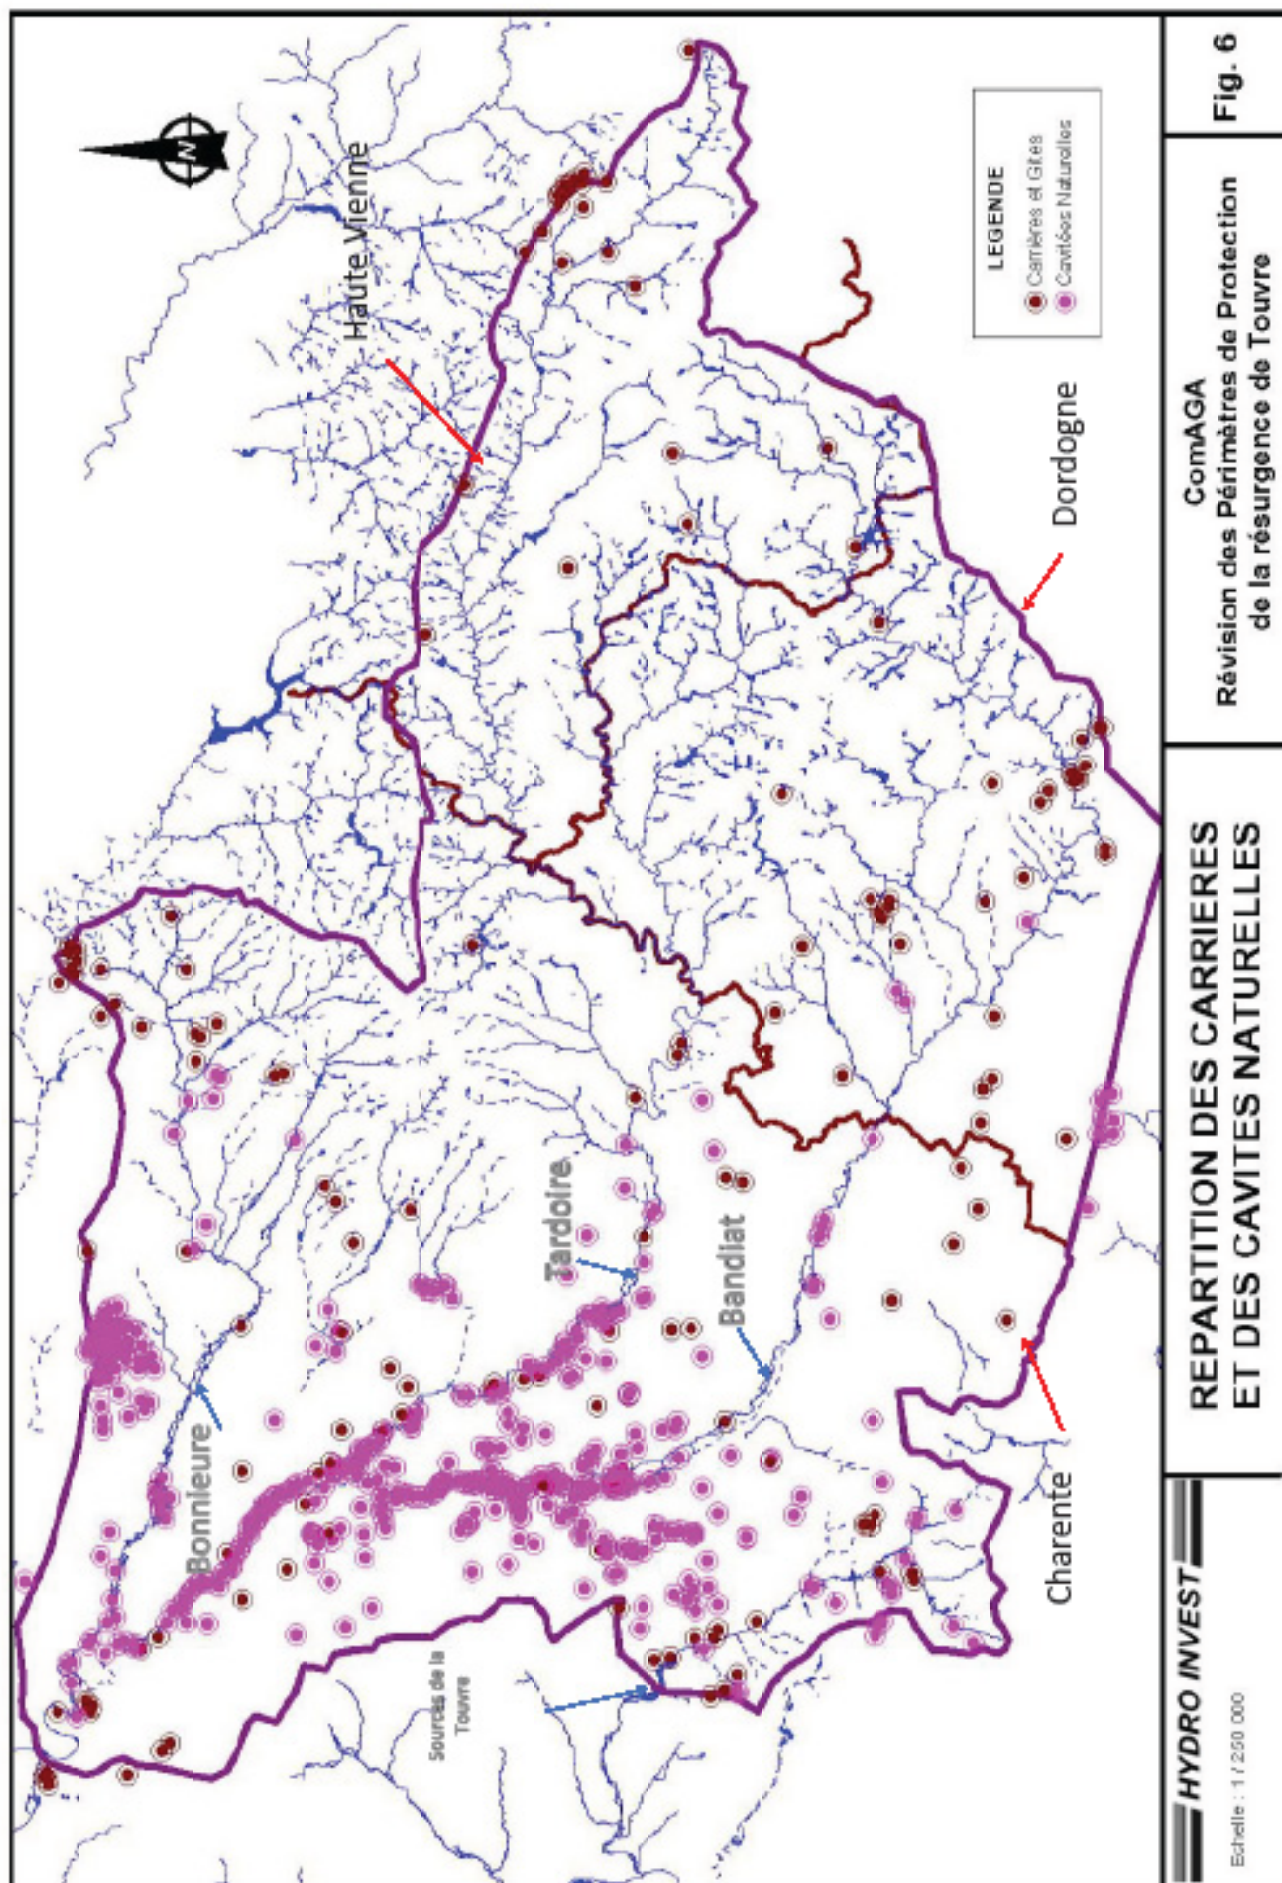 N
Haute Vienne
LEGENDE
Carrières et Gites
Cavitées Naturelles
Dordogne
Tardoire
Bandiat
Bonnieure
Charente
Sources de la
Touvre
HYDRO INVEST
Echelle : 1 / 250 000
REPARTITION DES CARRIERES
ET DES CAVITES NATURELLES
ComAGA
Révision des Périmètres de Protection
de la résurgence de Touvre
Fig. 6